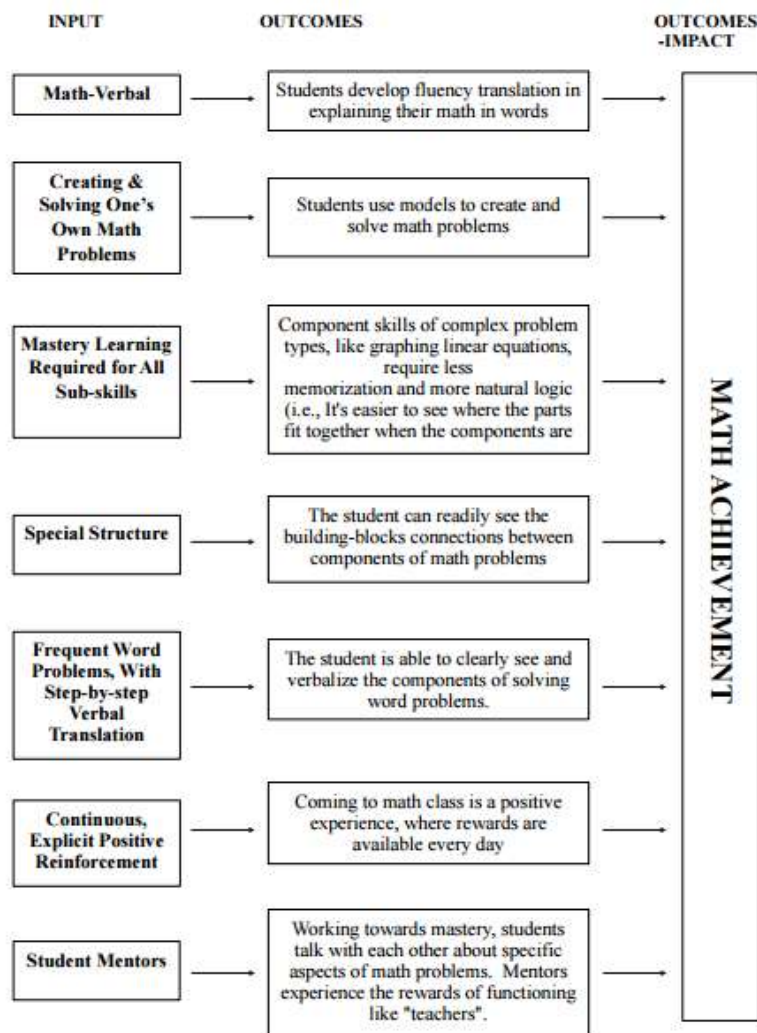 INPUT
OUTCOMES
OUTCOMES
-IMPACT
Math-Verbal
Students develop fluency translation in
explaining their math in words
Creating &
Solving One's
Own Math
Problems
Students use models to create and
solve math problems
Mastery Learning
Required for All
Sub-skills
Component skills of complex problem
types, like graphing linear equations,
require less
memorization and more natural logic
(i.e., It's easier to see where the parts
fit together when the components are
Special Structure
The student can readily see the
building-blocks connections between
components of math problems
Frequent Word
Problems, With
Step-by-step
Verbal
Translation
The student is able to clearly see and
verbalize the components of solving
word problems.
Continuous,
Explicit Positive
Reinforcement
Coming to math class is a positive
experience, where rewards are
available every day
Student Mentors
Working towards mastery, students
talk with each other about specific
aspects of math problems.  Mentors
experience the rewards of functioning
like "teachers".
MATH ACHIEVEMENT